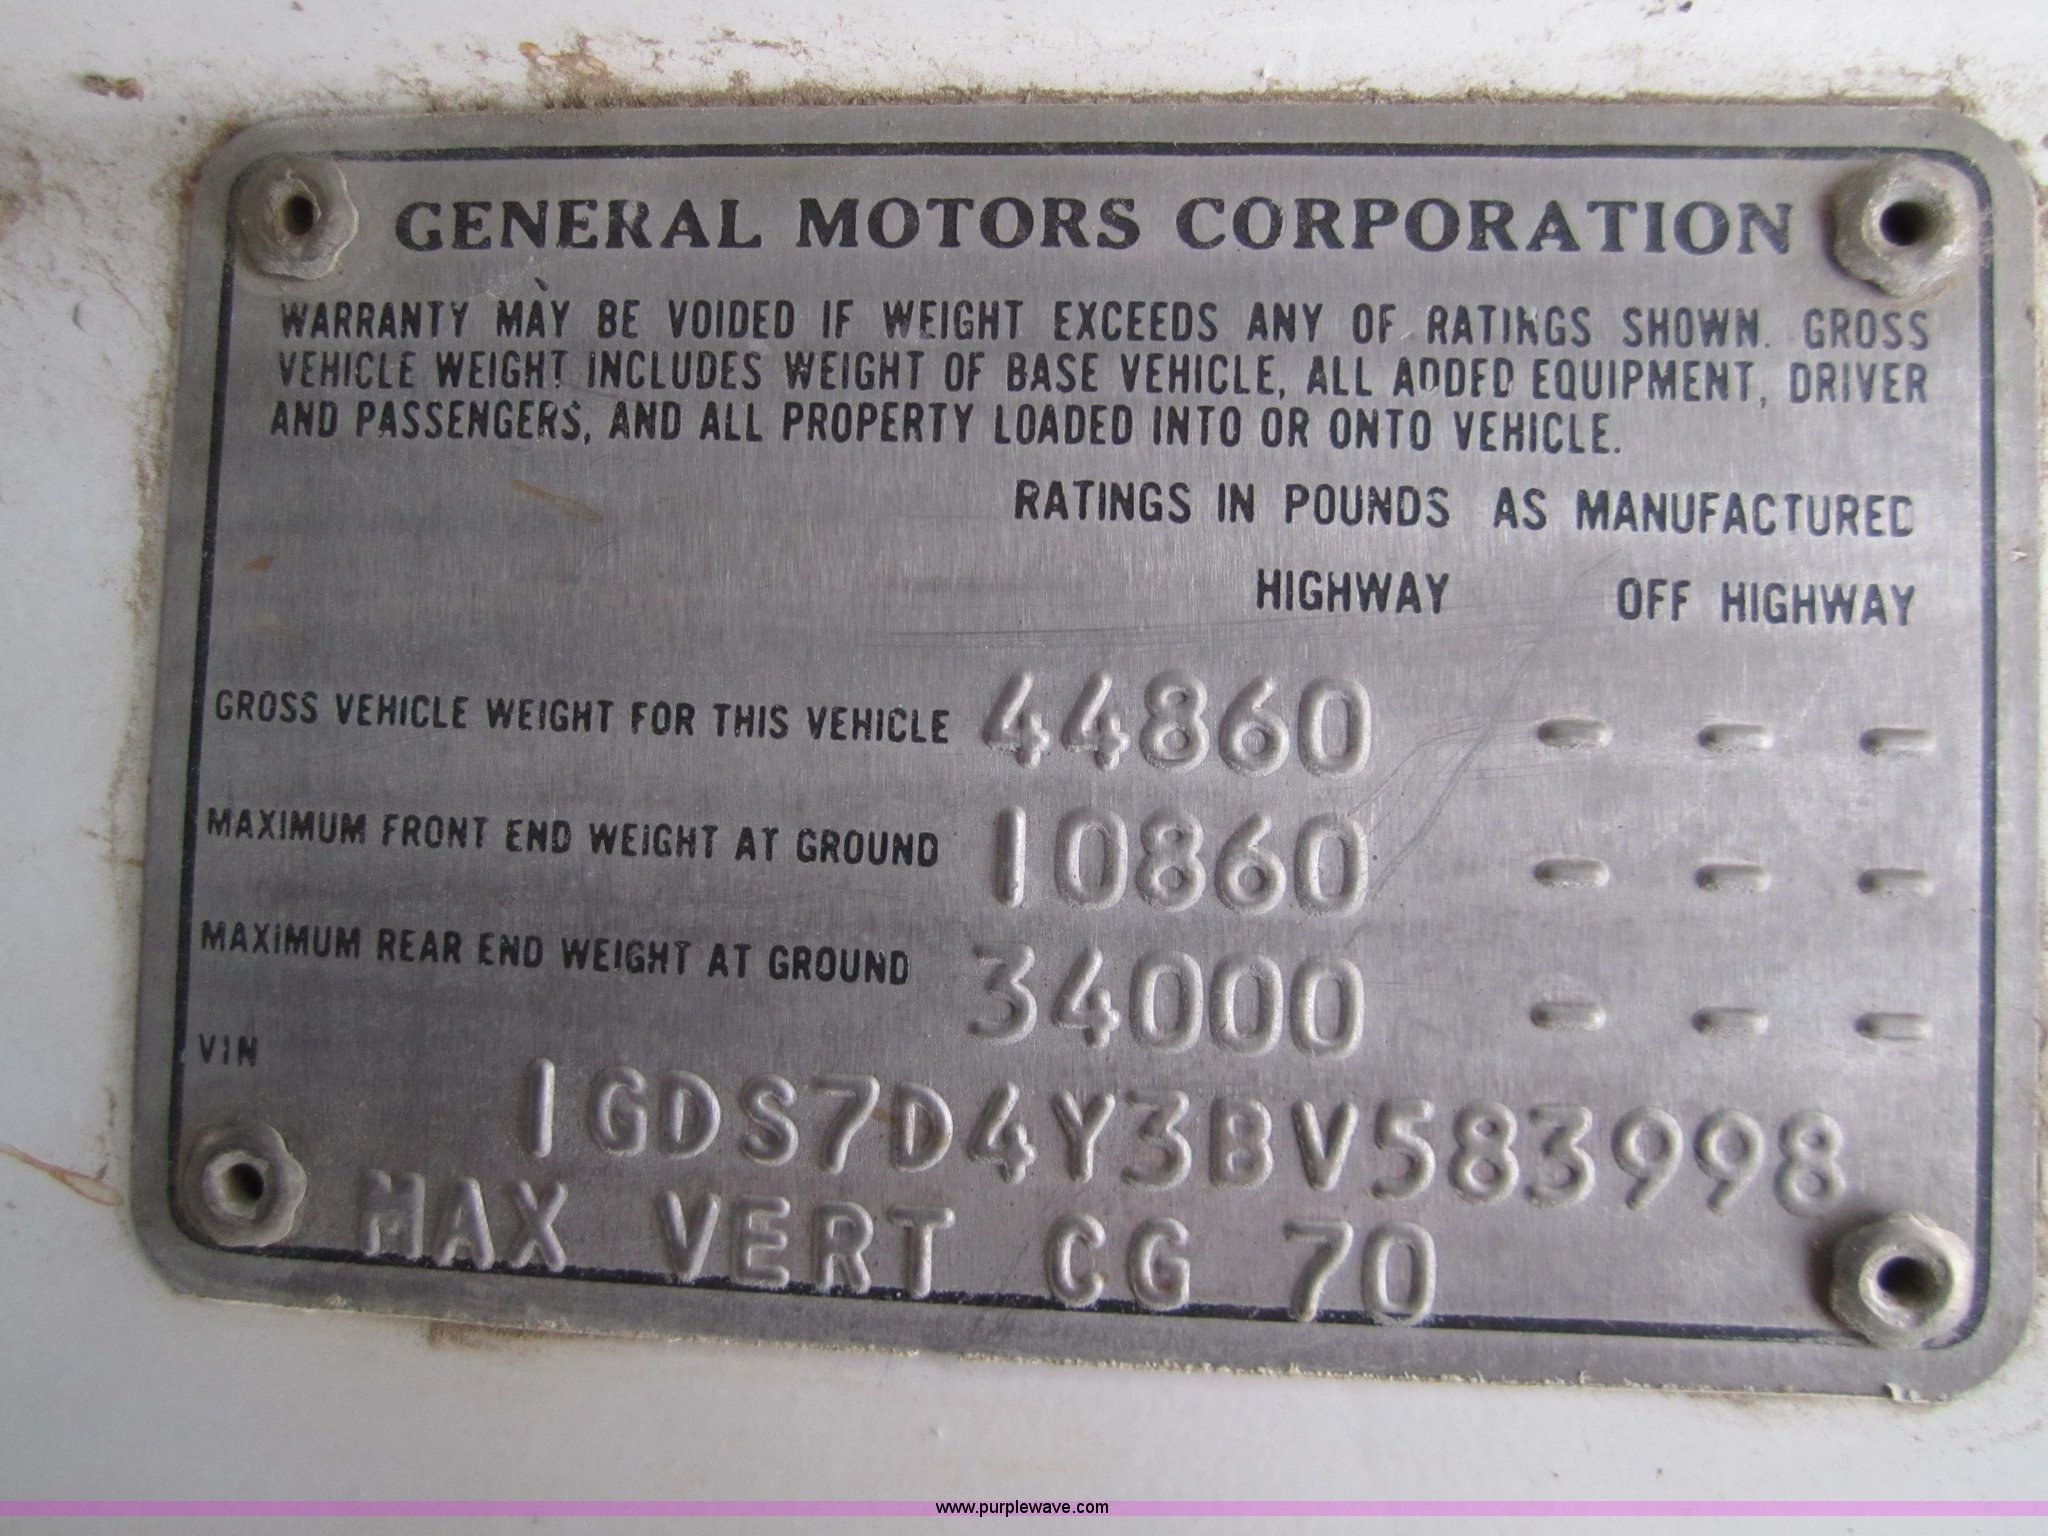 GENERAL MOTORS CORPORATION
WARRANTY MAY BE VOIDED IF WEIGHT EXCEEDS ANY OF RATINGS SHOWN. GROSS
VEHICLE WEIGHT INCLUDES WEIGHT OF BASE VEHICLE, ALL ADDED EQUIPMENT, DRIVER
AND PASSENGERS, AND ALL PROPERTY LOADED INTO OR ONTO VEHICLE.
RATINGS IN POUNDS AS MANUFACTURED
HIGHWAY OFF HIGHWAY
GROSS VEHICLE WEIGHT FOR THIS VEHICLE 44860 - - -
MAXIMUM FRONT END WEIGHT AT GROUND 10860 - - -
MAXIMUM REAR END WEIGHT AT GROUND 34000 - - -
VIN
1GDS7D4Y3BV583998
MAX VERT CG 70
www.purplewave.com